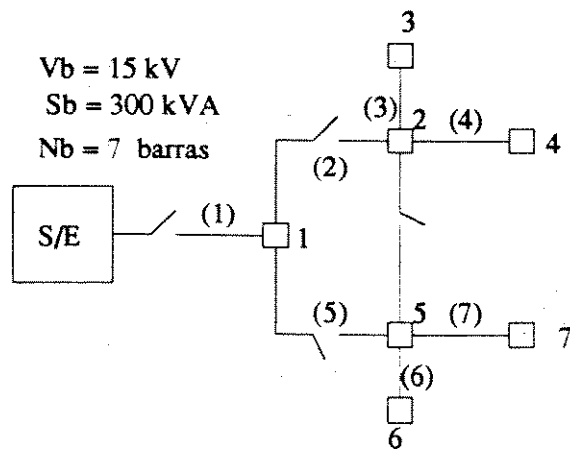 3
Vb = 15 kV
Sb = 300 kVA
Nb = 7 barras
(3) 2 (4)
4
(2)
(1)
S/E
1
(5) 5 (7)
7
(6)
6